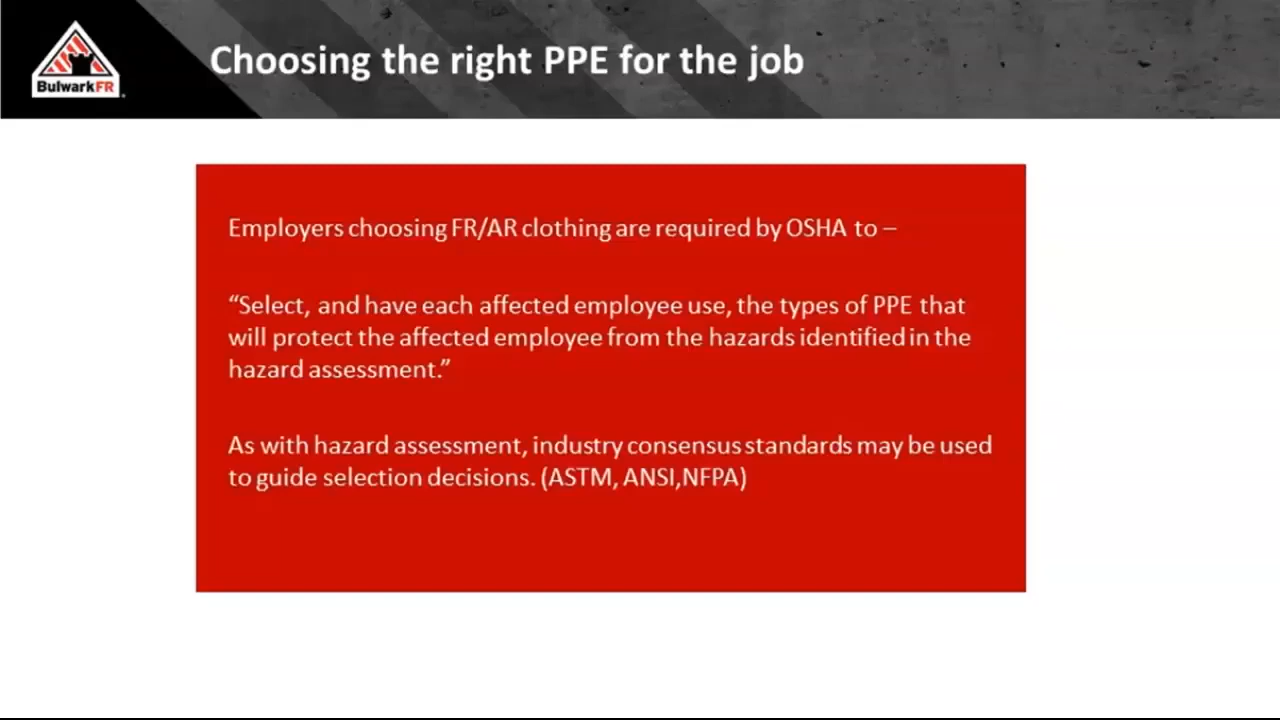 BulwarkFR
Choosing the right PPE for the job
Employers choosing FR/AR clothing are required by OSHA to –
“Select, and have each affected employee use, the types of PPE that
will protect the affected employee from the hazards identified in the
hazard assessment.”
As with hazard assessment, industry consensus standards may be used
to guide selection decisions. (ASTM, ANSI,NFPA)